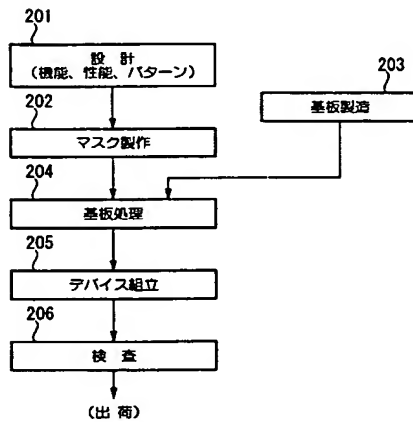 201
設 計
（機能、性能、パターン）
202
マスク製作
203
基板製造
204
基板処理
205
デバイス組立
206
検 査
（出 荷）